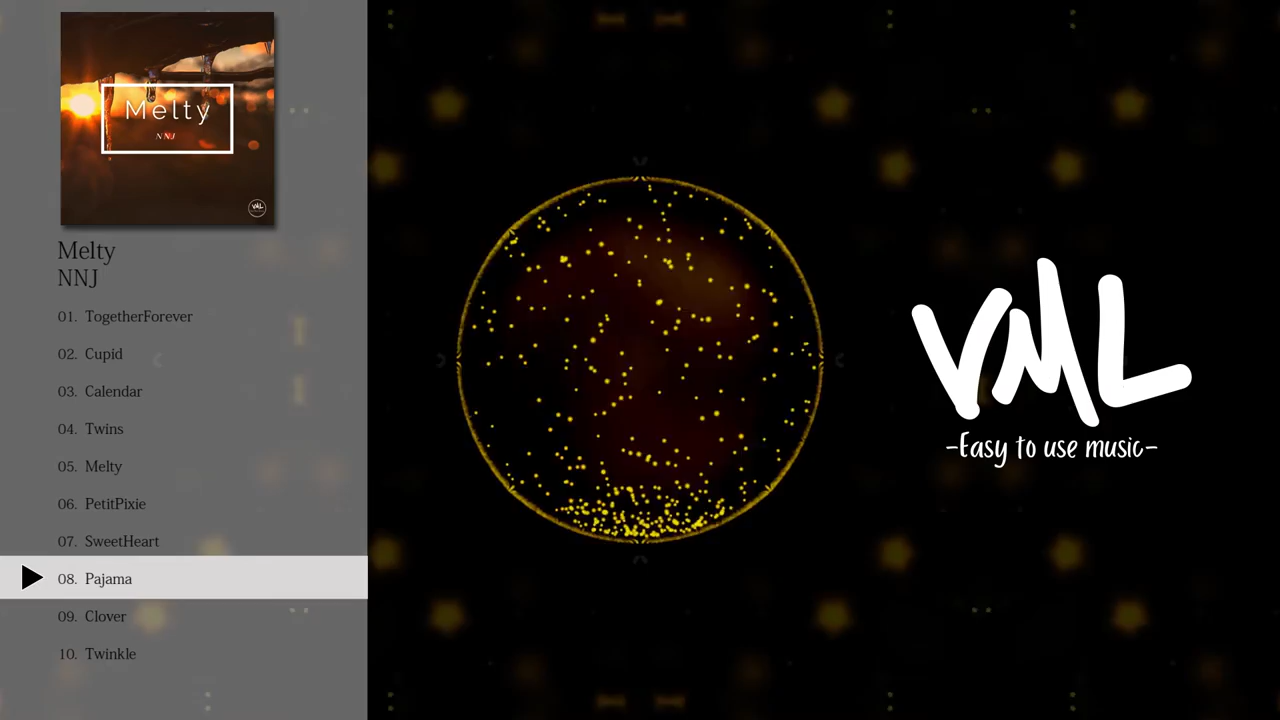 Melty
NNJ
VML
Melty
NNJ
01. TogetherForever
02. Cupid
03. Calendar
04. Twins
05. Melty
06. PetitPixie
07. SweetHeart
08. Pajama
09. Clover
10. Twinkle
VML
-Easy to use music-